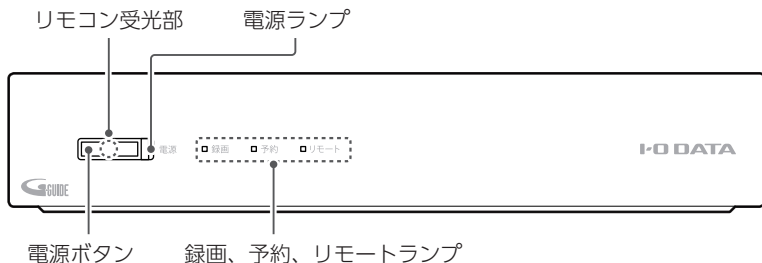 リモコン受光部
電源ランプ
電源
録画
予約
リモート
I-O DATA
G-GUIDE
電源ボタン
録画、予約、リモートランプ